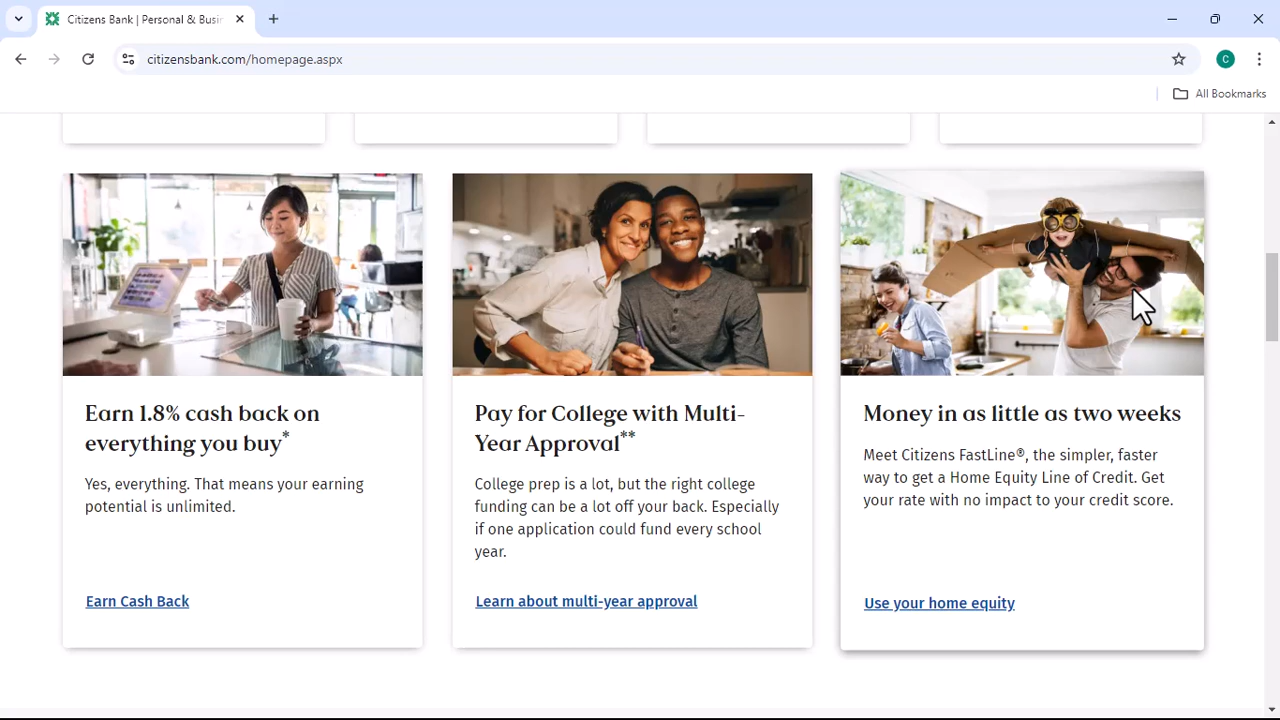 Citizens Bank | Personal & Busin
citizensbank.com/homepage.aspx
C
All Bookmarks
Earn 1.8% cash back on
everything you buy*
Yes, everything. That means your earning
potential is unlimited.
Earn Cash Back
Pay for College with Multi-
Year Approval**
College prep is a lot, but the right college
funding can be a lot off your back. Especially
if one application could fund every school
year.
Learn about multi-year approval
Money in as little as two weeks
Meet Citizens FastLine®, the simpler, faster
way to get a Home Equity Line of Credit. Get
your rate with no impact to your credit score.
Use your home equity